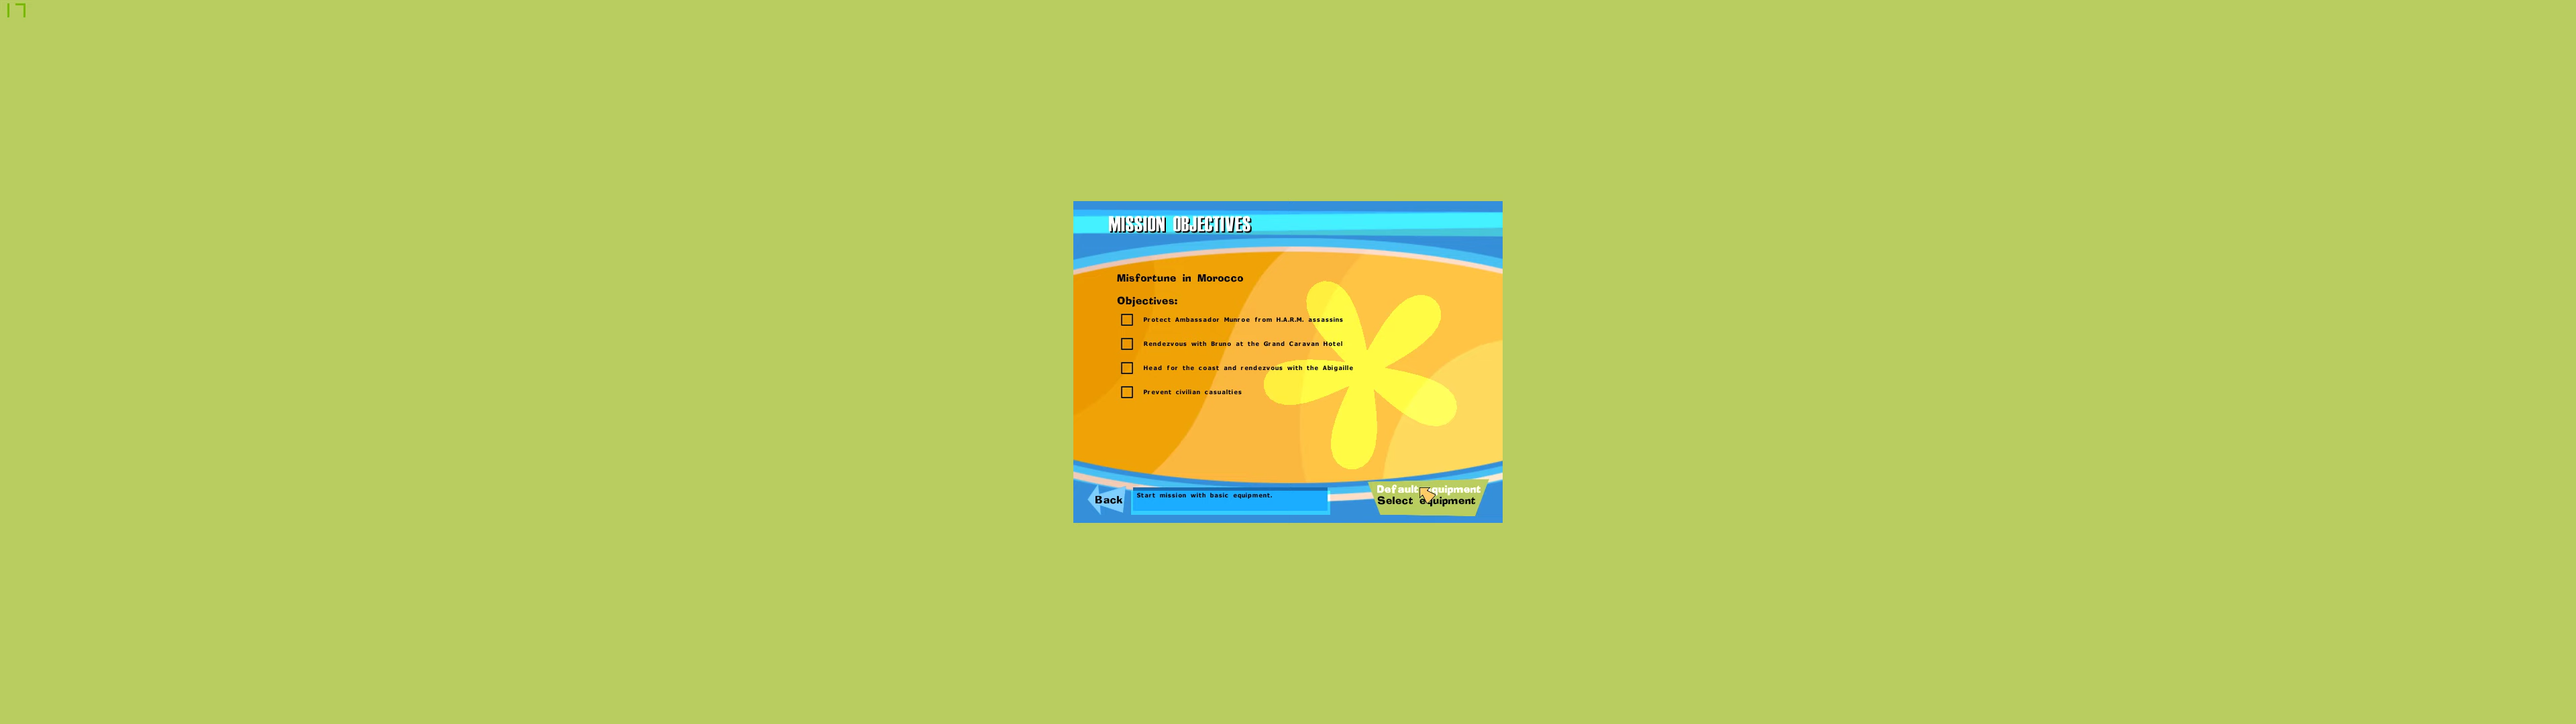 17
MISSION OBJECTIVES
Misfortune in Morocco
Objectives:
Protect Ambassador Munroe from H.A.R.M. assassins
Rendezvous with Bruno at the Grand Caravan Hotel
Head for the coast and rendezvous with the Abigaille
Prevent civilian casualties
Back
Start mission with basic equipment.
Default equipment
Select equipment